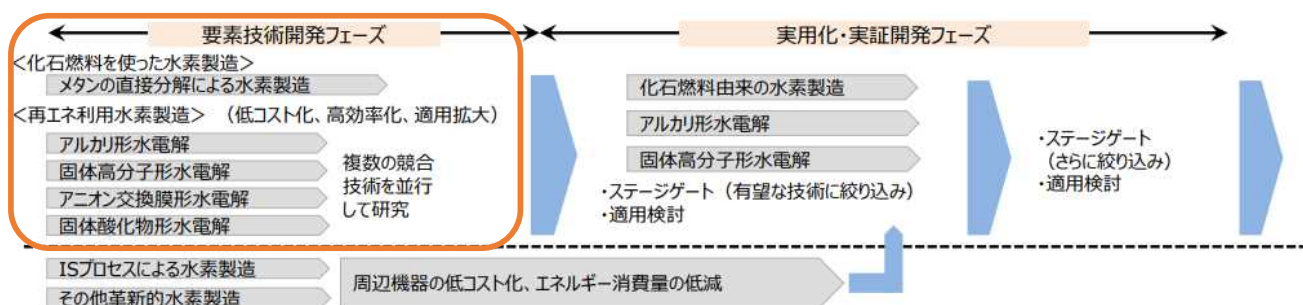 要素技術開発フェーズ
実用化・実証開発フェーズ
<化石燃料を使った水素製造>
メタンの直接分解による水素製造
<再エネ利用水素製造> (低コスト化、高効率化、適用拡大)
アルカリ形水電解
固体高分子形水電解
アニオン交換膜形水電解
固体酸化物形水電解
複数の競合
技術を並行
して研究
化石燃料由来の水素製造
アルカリ形水電解
固体高分子形水電解
・ステージゲート (有望な技術に絞り込み)
・適用検討
・ステージゲート
(さらに絞り込み)
・適用検討
ISプロセスによる水素製造
その他革新的水素製造
周辺機器の低コスト化、エネルギー消費量の低減